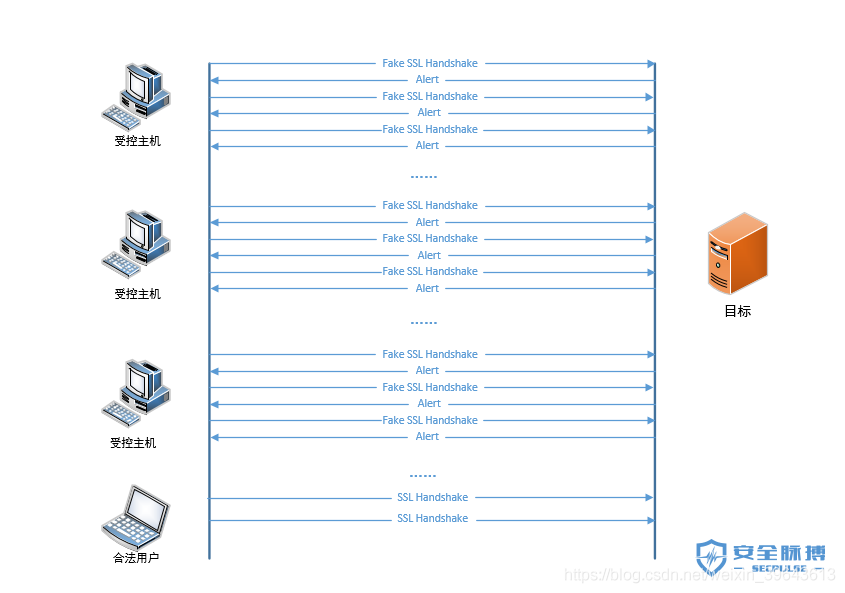 Fake SSL Handshake
Alert
Fake SSL Handshake
Alert
Fake SSL Handshake
Alert
受控主机
......
Fake SSL Handshake
Alert
Fake SSL Handshake
Alert
Fake SSL Handshake
Alert
受控主机
目标
......
Fake SSL Handshake
Alert
Fake SSL Handshake
Alert
Fake SSL Handshake
Alert
受控主机
......
SSL Handshake
SSL Handshake
合法用户
安全脉搏
SECPULSE
https://blog.csdn.net/weixin_39643613